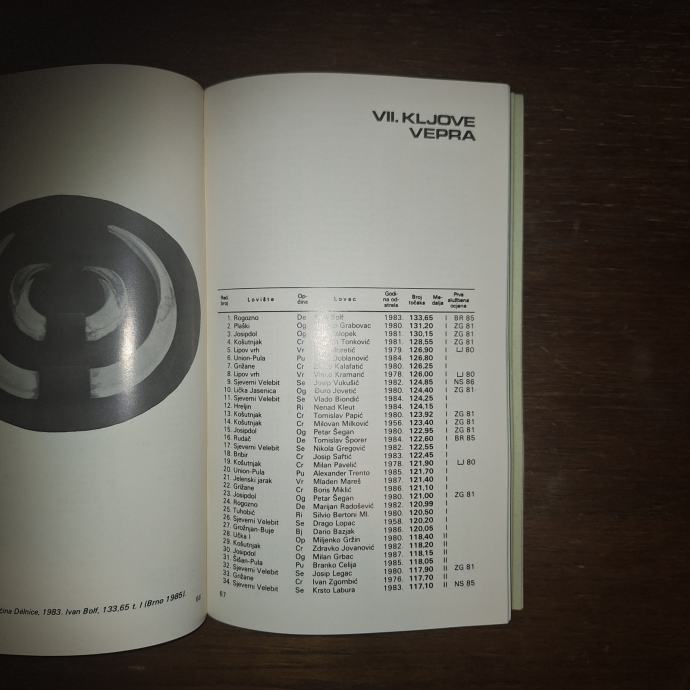 čina Delnice, 1983. Ivan Bolf, 133,65 t. I (Brno 1985).
66
VII. KLJOVE
VEPRA
Red. broj Lovište Općina Lovac Godina odstrela Broj točaka Medalja Prva službena ocjena
1. Rogozno De Bolf 1983. 133,65 I BR 85
2. Plaški Og Grabovac 1980. 131,20 I ZG 81
3. Josipdol Og 1981. 130,15 I ZG 81
4. Košutnjak Cr Tonković 1981. 128,55 I ZG 81
5. Lipov vrh Vr 1979. 126,90 I LJ 80
6. Union-Pula Pu Joblanović 1984. 126,80 I
7. Grižane Cr Kalafatić 1980. 126,25 I
8. Lipov vrh Vr Kramarić 1978. 126,00 I LJ 80
9. Sjeverni Velebit Se Josip Vukušić 1982. 124,85 I NS 86
10. Lička Jasenica Og Đuro Jovetić 1980. 124,40 I ZG 81
11. Sjeverni Velebit Se Vlado Biondić 1984. 124,25 I
12. Hreljin Ri Nenad Kleut 1984. 124,15 I
13. Košutnjak Cr Tomislav Papić 1980. 123,92 I ZG 81
14. Košutnjak Cr Milovan Milković 1956. 123,40 I ZG 81
15. Josipdol Og Petar Šegan 1980. 122,95 I ZG 81
16. Rudač De Tomislav Šporer 1984. 122,60 I BR 85
17. Sjeverni Velebit Se Nikola Gregović 1982. 122,55 I
18. Bribir Cr Josip Saftić 1983. 122,45 I
19. Košutnjak Cr Milan Pavelić 1978. 121,90 I LJ 80
20. Union-Pula Pu Alexander Trento 1985. 121,70 I
21. Jelenski jarak Vr Mladen Mareš 1987. 121,40 I
22. Grižane Cr Boris Miklić 1986. 121,10 I
23. Josipdol Og Petar Šegan 1980. 121,00 I ZG 81
24. Rogozno De Marijan Radošević 1982. 120,99 I
25. Tuhobić Ri Silvio Bertoni Ml. 1980. 120,50 I
26. Sjeverni Velebit Se Drago Lopac 1958. 120,20 I
27. Grožnjan-Buje Bj Dario Bazjak 1986. 120,05 I
28. Učka I Op Miljenko Gržin 1980. 118,40 II
29. Košutnjak Cr Zdravko Jovanović 1982. 118,20 II
30. Josipdol Og Milan Grbac 1987. 118,15 II
31. Šišan-Pula Pu Branko Celija 1985. 118,05 II
32. Sjeverni Velebit Se Josip Legac 1980. 117,90 II ZG 81
33. Grižane Cr Ivan Zgombić 1976. 117,70 II
34. Sjeverni Velebit Se Krsto Labura 1983. 117,10 II NS 85
67